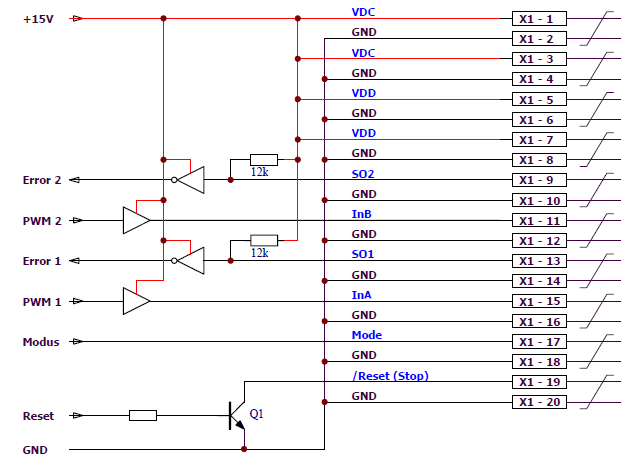 +15V VDC X1 - 1
GND X1 - 2
VDC X1 - 3
GND X1 - 4
VDD X1 - 5
GND X1 - 6
VDD X1 - 7
GND X1 - 8
Error 2 12k SO2 X1 - 9
GND X1 - 10
PWM 2 InB X1 - 11
GND X1 - 12
Error 1 12k SO1 X1 - 13
GND X1 - 14
PWM 1 InA X1 - 15
GND X1 - 16
Modus Mode X1 - 17
GND X1 - 18
/Reset (Stop) X1 - 19
GND X1 - 20
Reset Q1
GND